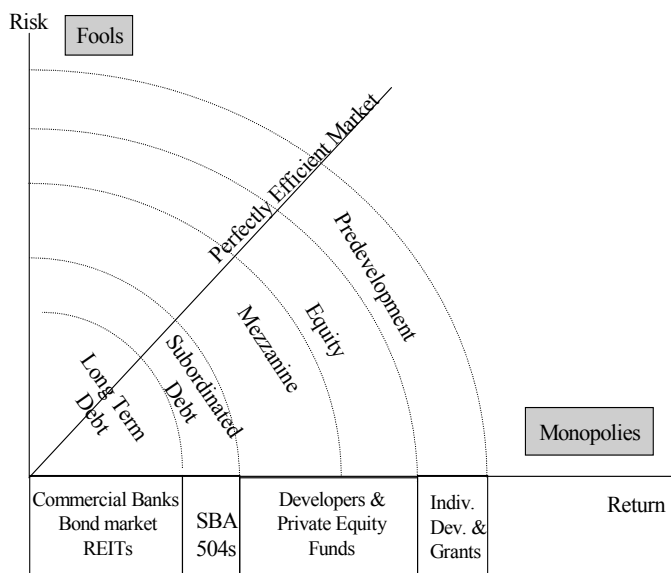 Risk
Fools
Perfectly Efficient Market
Predevelopment
Equity
Mezzanine
Subordinated
Debt
Long Term
Debt
Monopolies
Commercial Banks
Bond market
REITs
SBA
504s
Developers &
Private Equity
Funds
Indiv.
Dev. &
Grants
Return